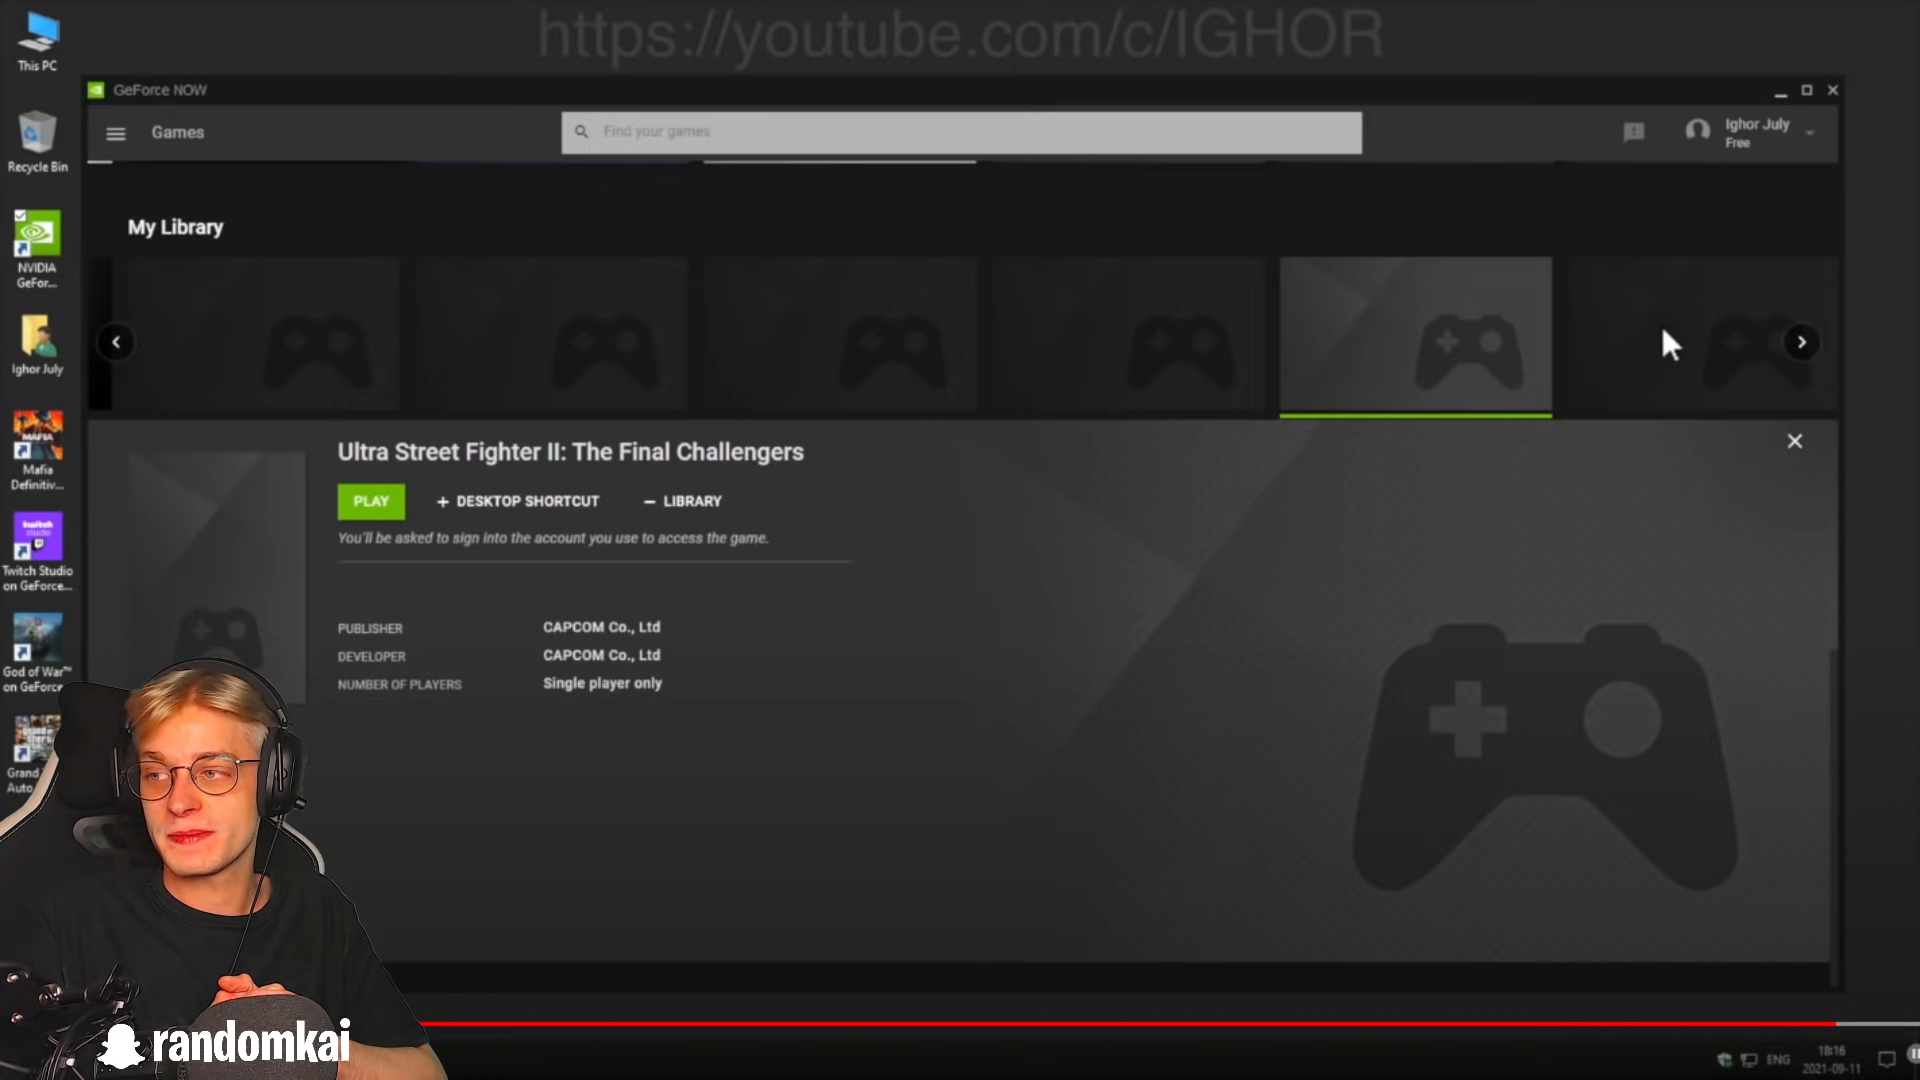 https://youtube.com/c/IGHOR
This PC
GeForce NOW
Games
Find your games
Ighor July
Free
Recycle Bin
My Library
NVIDIA
GeFor...
Ighor July
Ultra Street Fighter II: The Final Challengers
PLAY
+ DESKTOP SHORTCUT
− LIBRARY
You'll be asked to sign into the account you use to access the game.
MAFIA
Mafia
Definitiv...
twitch
studio
Twitch Studio
on GeForce...
PUBLISHER CAPCOM Co., Ltd
DEVELOPER CAPCOM Co., Ltd
NUMBER OF PLAYERS Single player only
God of War™
on GeForce
Grand
Auto
randomkai
ENG
18:16
2021-09-11